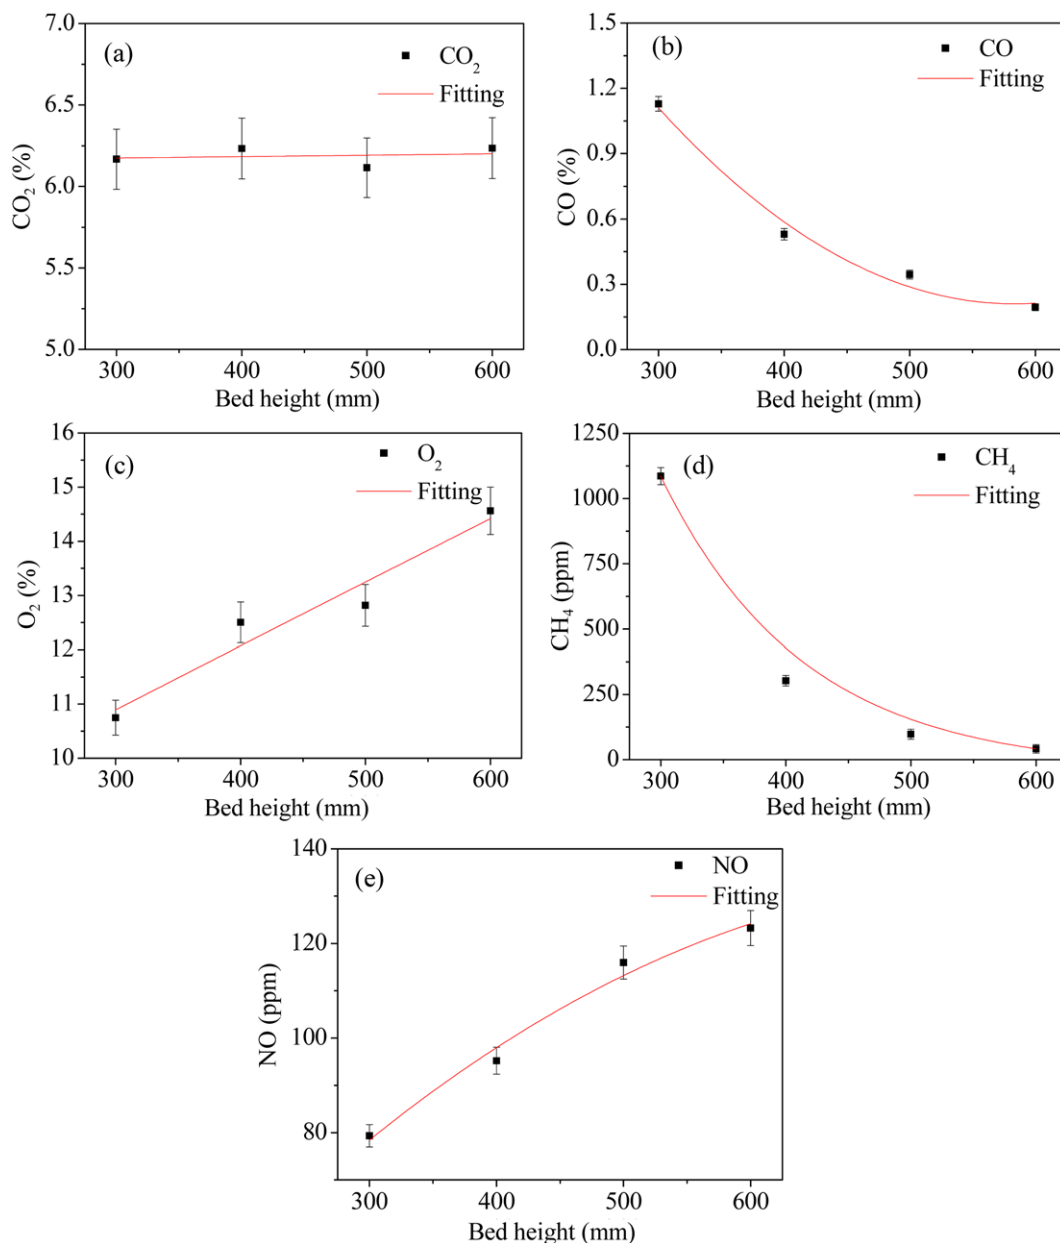 (a)
CO₂
Fitting
CO₂ (%)
7.0
6.5
6.0
5.5
5.0
300 400 500 600
Bed height (mm)
(b)
CO
Fitting
CO (%)
1.5
1.2
0.9
0.6
0.3
0.0
300 400 500 600
Bed height (mm)
(c)
O₂
Fitting
O₂ (%)
16
15
14
13
12
11
10
300 400 500 600
Bed height (mm)
(d)
CH₄
Fitting
CH₄ (ppm)
1250
1000
750
500
250
0
300 400 500 600
Bed height (mm)
(e)
NO
Fitting
NO (ppm)
140
120
100
80
300 400 500 600
Bed height (mm)